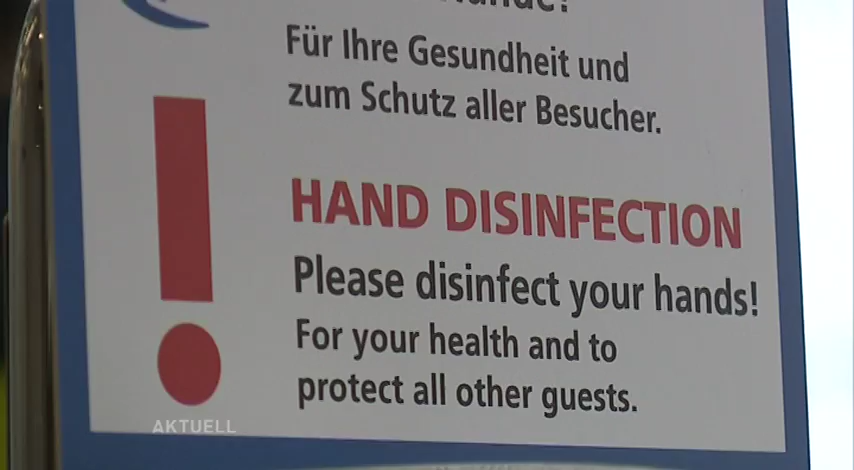 Für Ihre Gesundheit und
zum Schutz aller Besucher.
HAND DISINFECTION
Please disinfect your hands!
For your health and to
protect all other guests.
AKTUELL